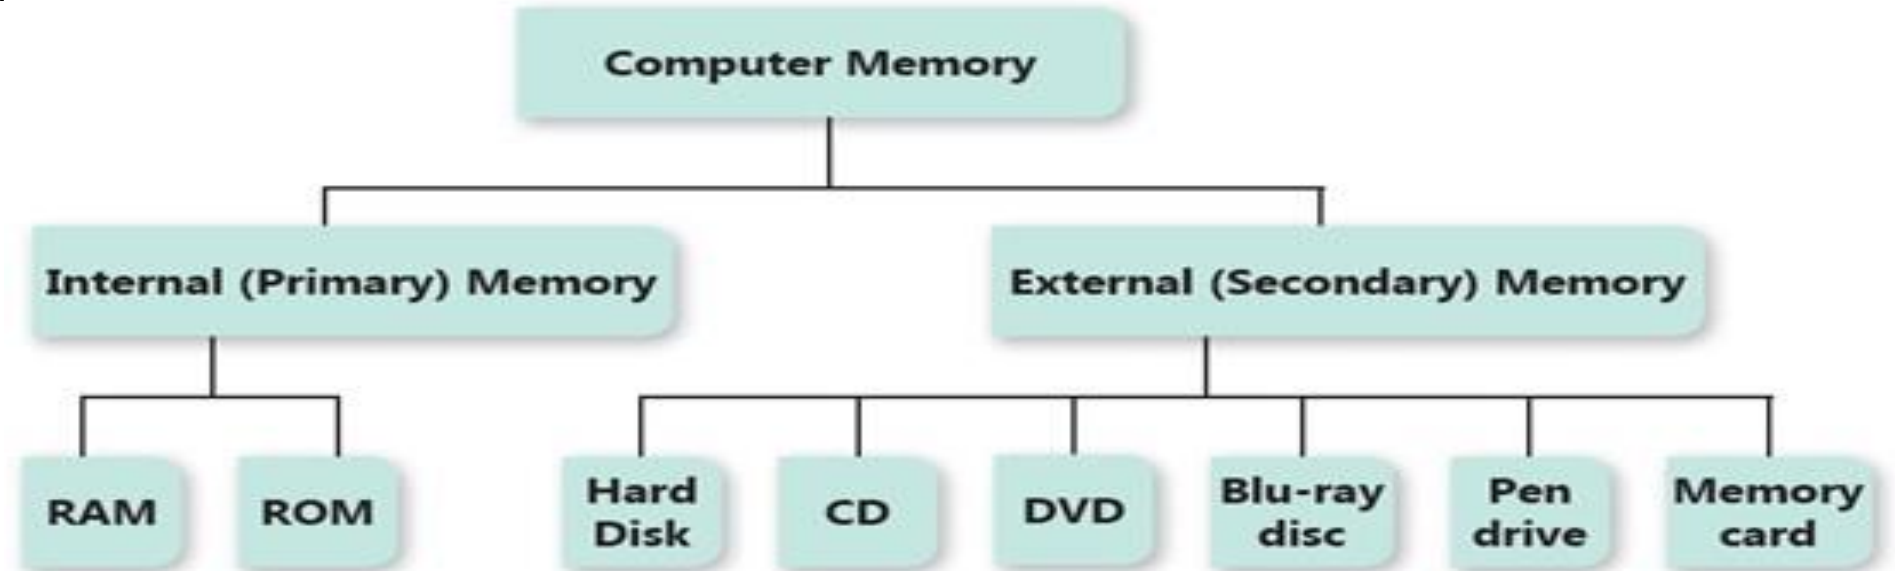 Computer Memory
Internal (Primary) Memory
External (Secondary) Memory
RAM
ROM
Hard
Disk
CD
DVD
Blu-ray
disc
Pen
drive
Memory
card